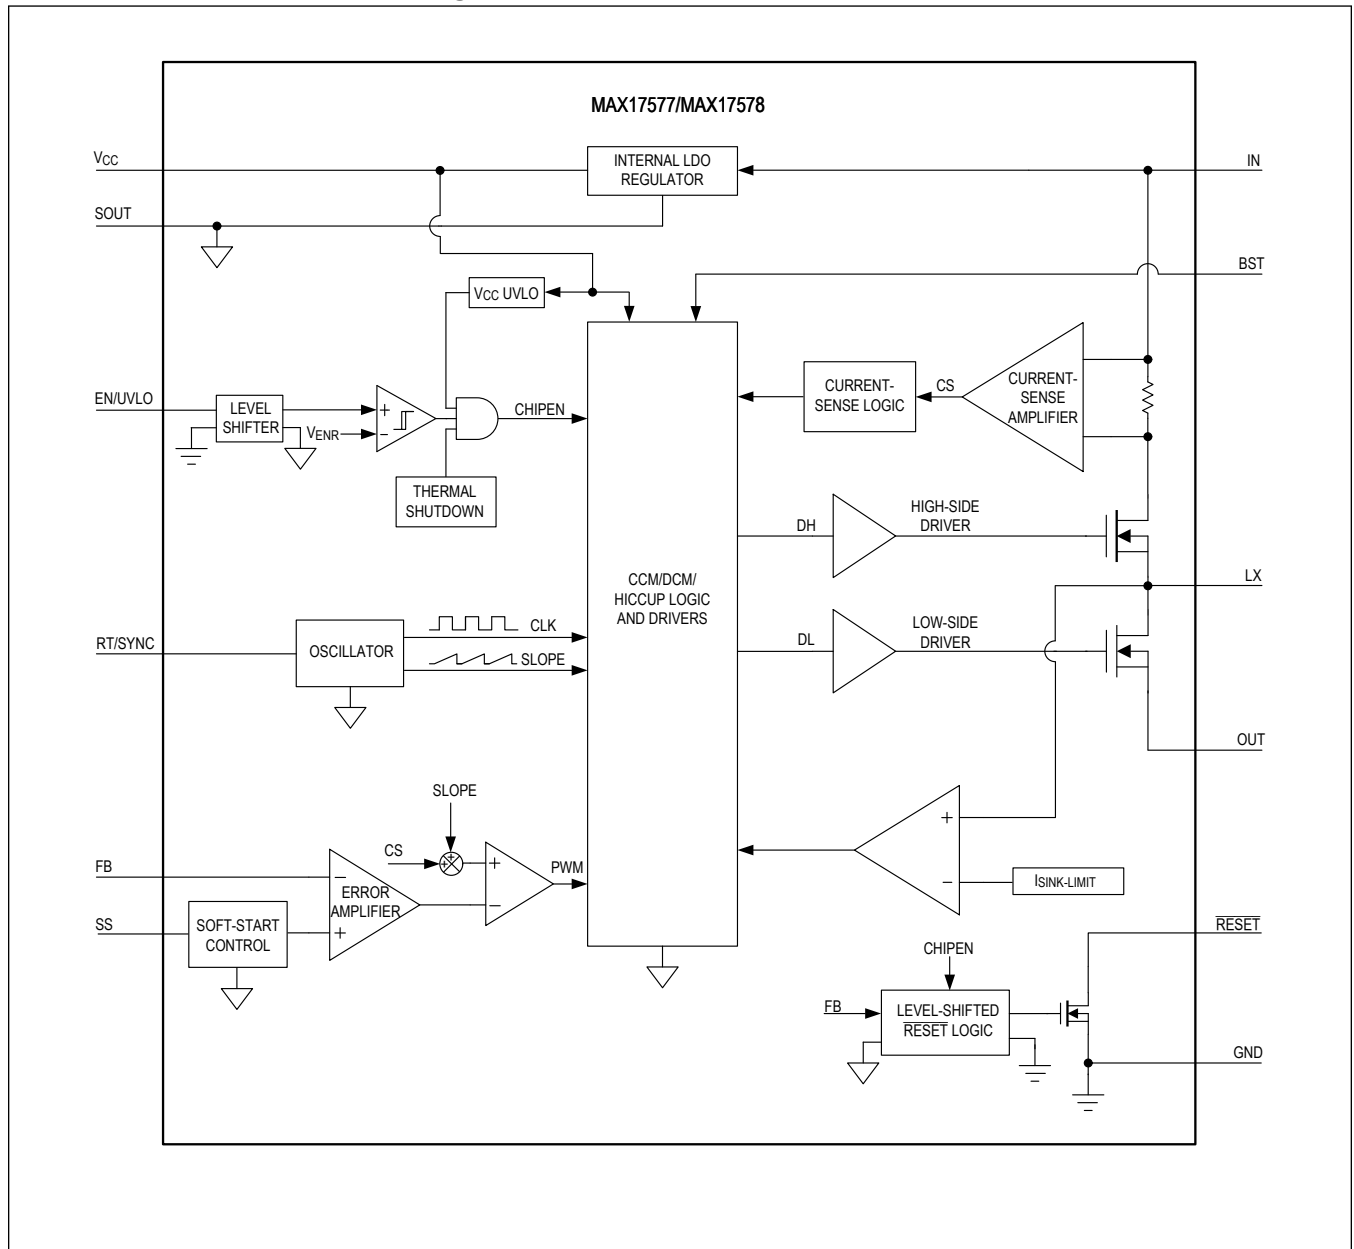 MAX17577/MAX17578
VCC
INTERNAL LDO
REGULATOR
IN
SOUT
BST
VCC UVLO
EN/UVLO
LEVEL
SHIFTER
+
−
VENR
CHIPEN
THERMAL
SHUTDOWN
CURRENT-
SENSE LOGIC
CS
CURRENT-
SENSE
AMPLIFIER
DH
HIGH-SIDE
DRIVER
CCM/DCM/
HICCUP LOGIC
AND DRIVERS
LX
DL
LOW-SIDE
DRIVER
RT/SYNC
OSCILLATOR
CLK
SLOPE
OUT
SLOPE
CS
+
+
+
−
PWM
FB
−
ERROR
AMPLIFIER
+
SS
SOFT-START
CONTROL
+
−
ISINK-LIMIT
RESET
CHIPEN
FB
LEVEL-SHIFTED
RESET LOGIC
GND